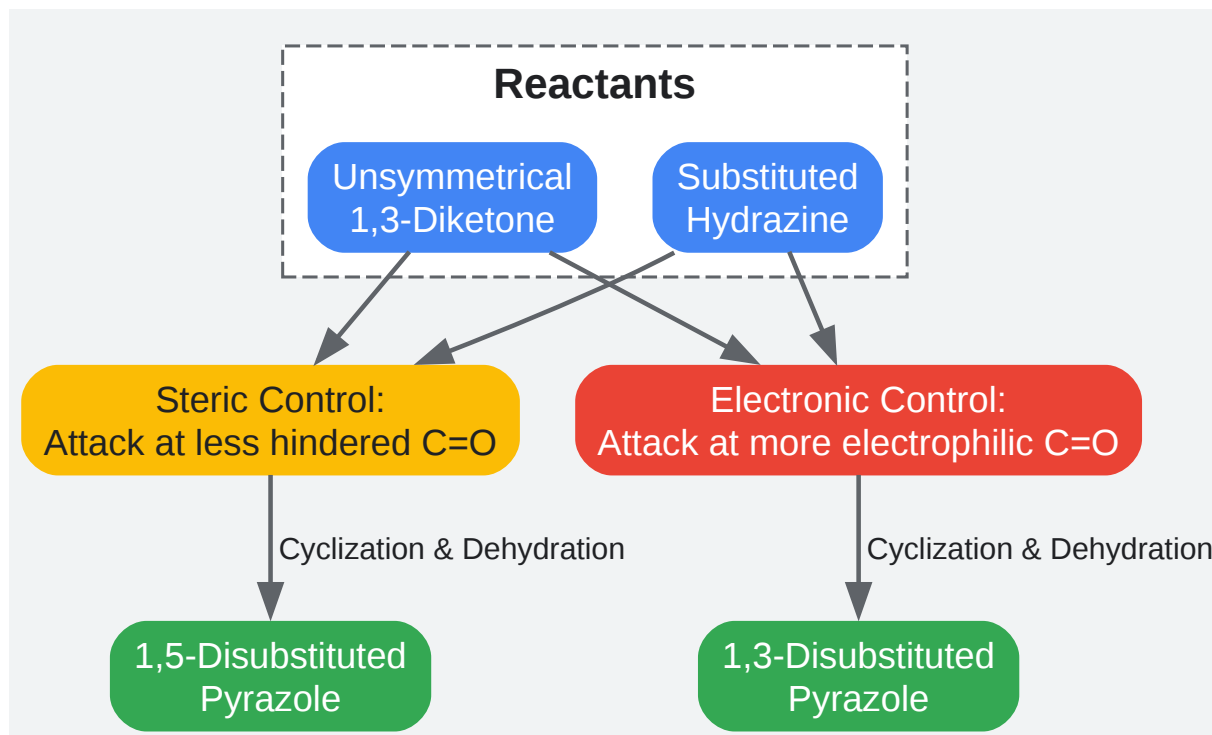 Reactants
Unsymmetrical
1,3-Diketone
Substituted
Hydrazine
Steric Control:
Attack at less hindered C=O
Electronic Control:
Attack at more electrophilic C=O
Cyclization & Dehydration
Cyclization & Dehydration
1,5-Disubstituted
Pyrazole
1,3-Disubstituted
Pyrazole